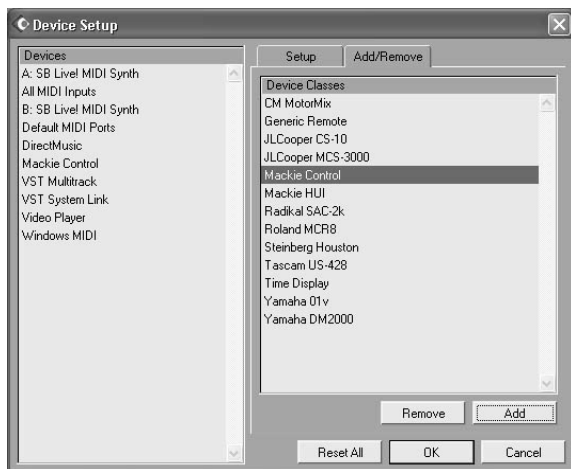 Device Setup
Devices
A: SB Live! MIDI Synth
All MIDI Inputs
B: SB Live! MIDI Synth
Default MIDI Ports
DirectMusic
Mackie Control
VST Multitrack
VST System Link
Video Player
Windows MIDI
Setup
Add/Remove
Device Classes
CM MotorMix
Generic Remote
JLCooper CS-10
JLCooper MCS-3000
Mackie Control
Mackie HUI
Radikal SAC-2k
Roland MCR8
Steinberg Houston
Tascam US-428
Time Display
Yamaha 01v
Yamaha DM2000
Remove
Add
Reset All
OK
Cancel